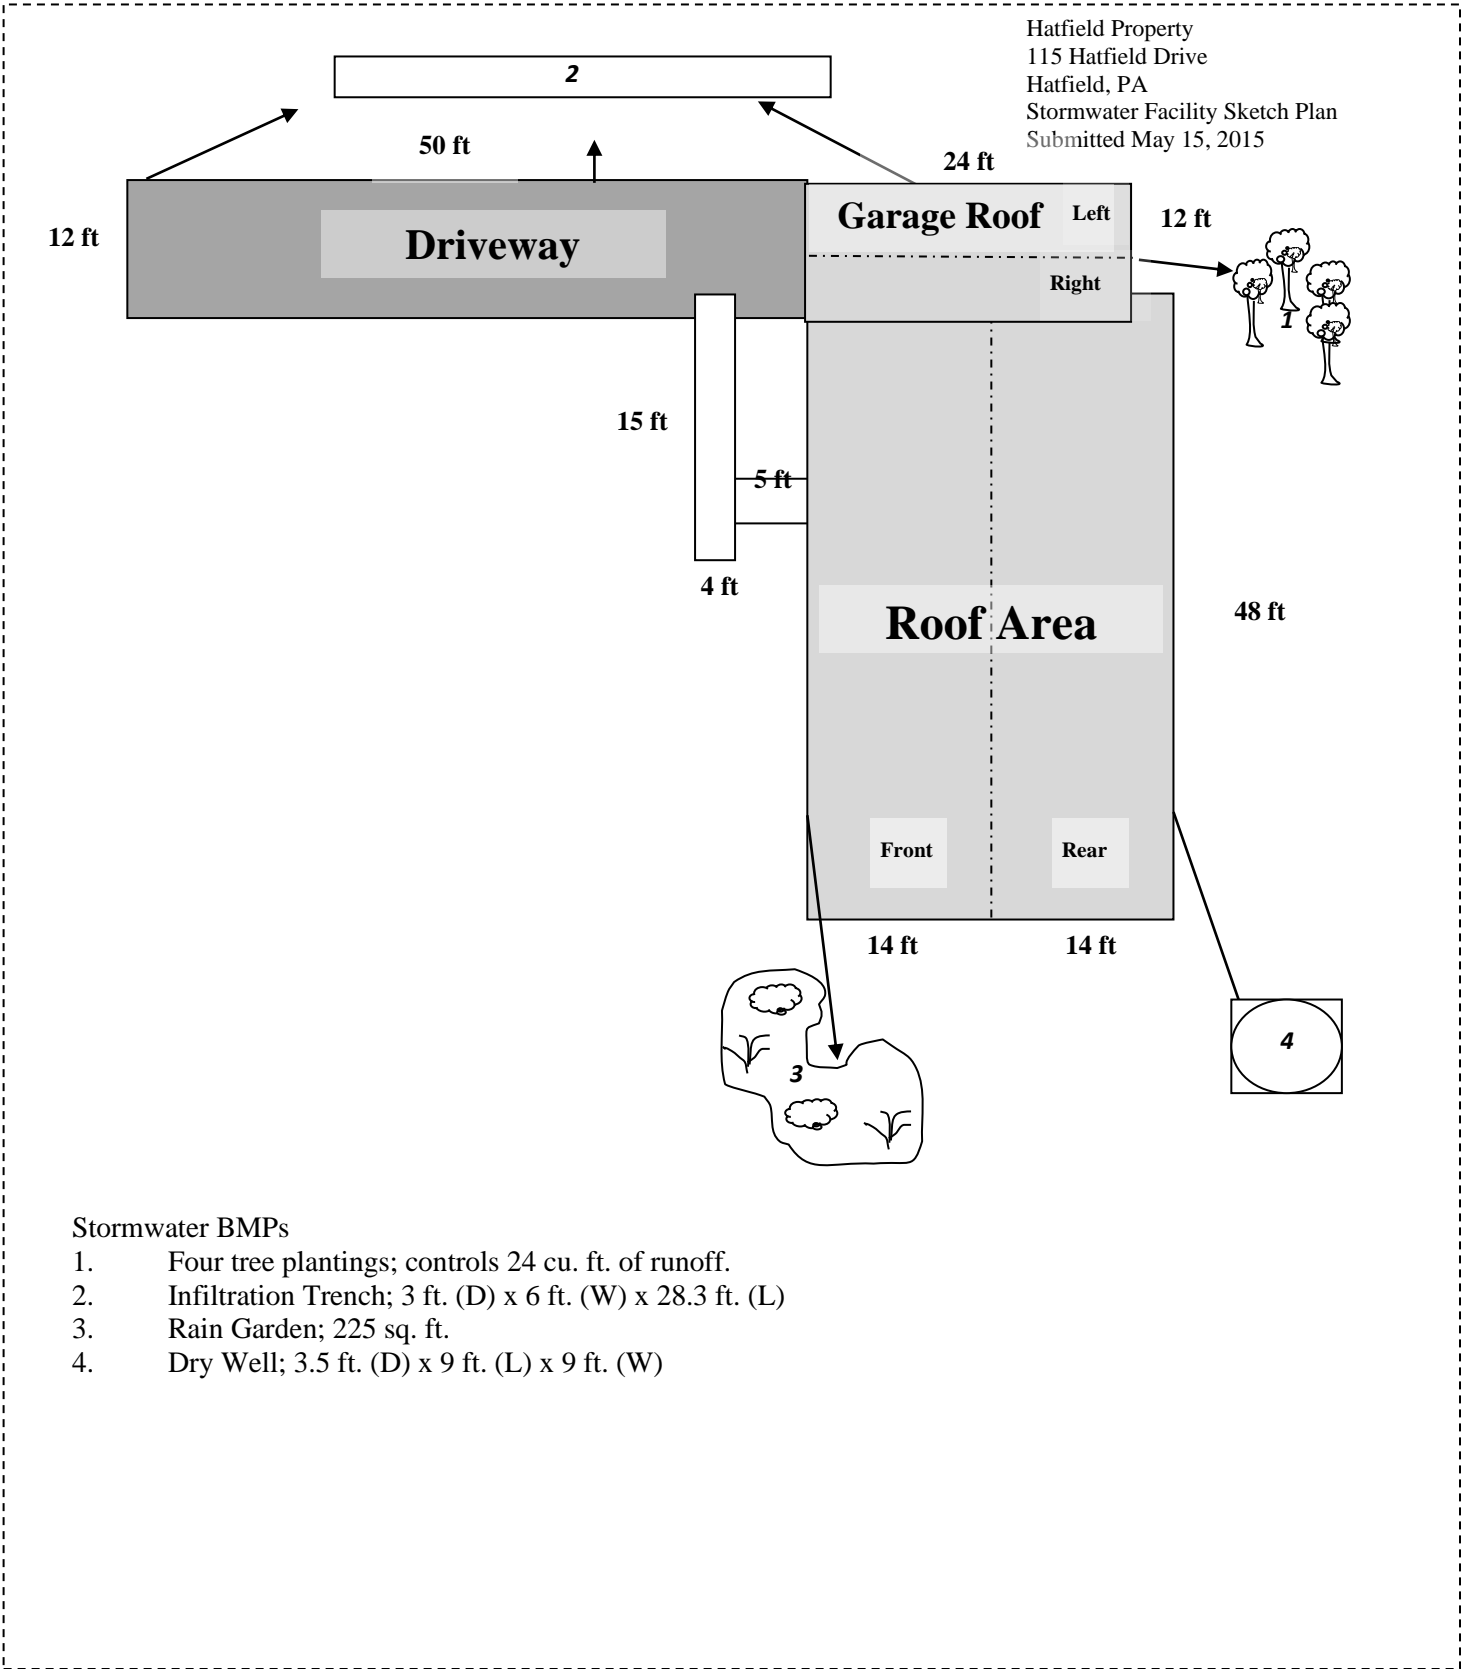 Hatfield Property
115 Hatfield Drive
Hatfield, PA
Stormwater Facility Sketch Plan
Submitted May 15, 2015
2
50 ft
24 ft
12 ft
Driveway
Garage Roof
Left
12 ft
Right
1
15 ft
5 ft
4 ft
Roof Area
48 ft
Front
Rear
14 ft
14 ft
3
4
Stormwater BMPs
1. Four tree plantings; controls 24 cu. ft. of runoff.
2. Infiltration Trench; 3 ft. (D) x 6 ft. (W) x 28.3 ft. (L)
3. Rain Garden; 225 sq. ft.
4. Dry Well; 3.5 ft. (D) x 9 ft. (L) x 9 ft. (W)